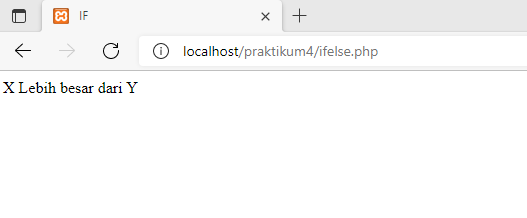 IF
localhost/praktikum4/ifelse.php
X Lebih besar dari Y